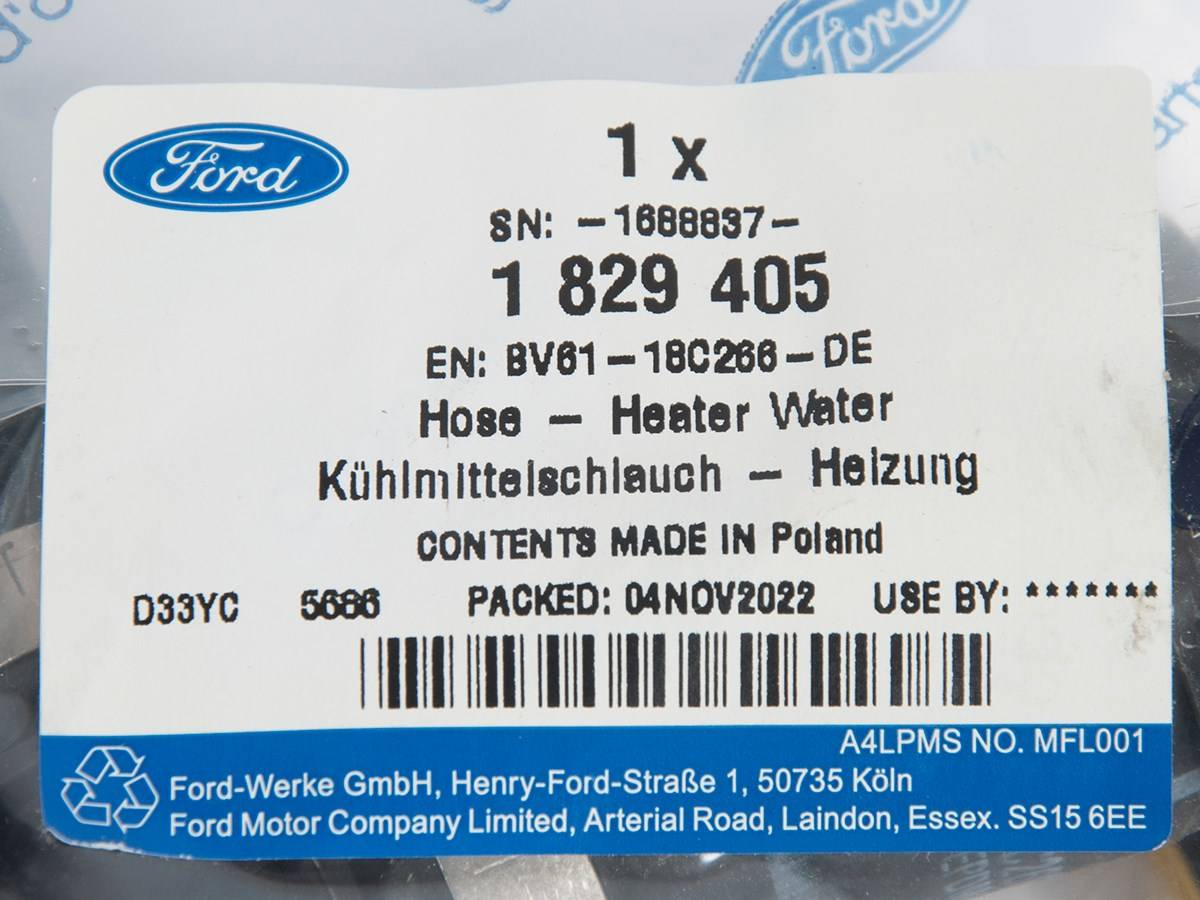 Ford
Ford
1 x
SN: -1688837-
1 829 405
EN: BV61-18C266-DE
Hose - Heater Water
Kühlmittelschlauch - Heizung
CONTENTS MADE IN Poland
D33YC 5686 PACKED: 04NOV2022 USE BY: *******
A4LPMS NO. MFL001
Ford-Werke GmbH, Henry-Ford-Straße 1, 50735 Köln
Ford Motor Company Limited, Arterial Road, Laindon, Essex. SS15 6EE